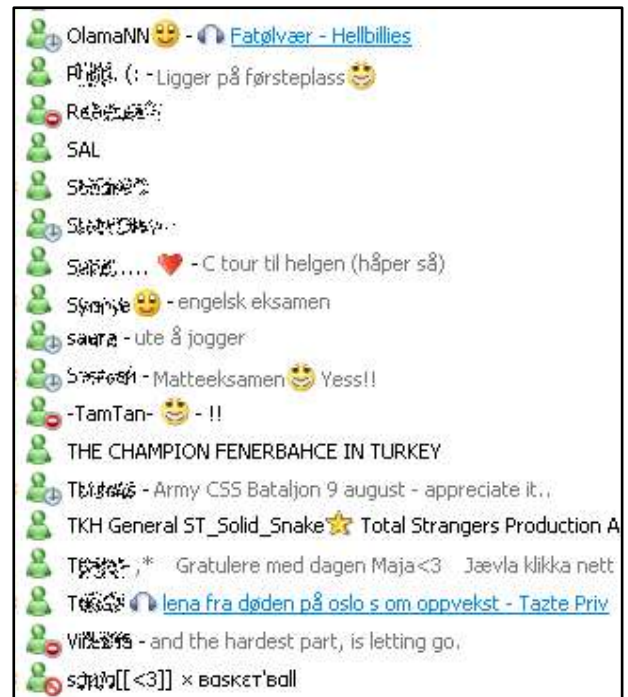 OlamaNN - Fatølvær - Hellbillies
(: - Ligger på førsteplass
SAL
.... - C tour til helgen (håper så)
- engelsk eksamen
- ute å jogger
- Matteeksamen Yess!!
-TamTan- - !!
THE CHAMPION FENERBAHCE IN TURKEY
- Army CSS Bataljon 9 august - appreciate it..
TKH General ST_Solid_Snake Total Strangers Production A
,* Gratulere med dagen Maja<3 Jævla klikka nett
lena fra døden på oslo s om oppvekst - Tazte Priv
- and the hardest part, is letting go.
[[<3]] × вαѕкєт'вαll